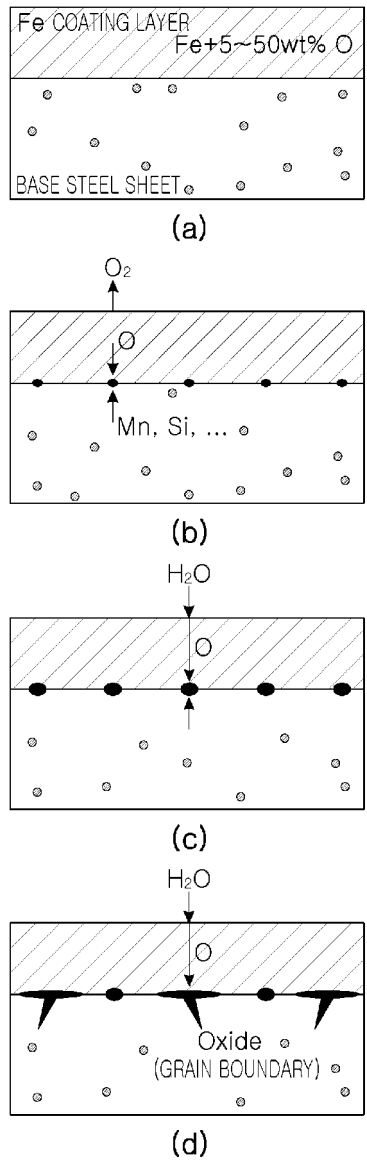 Fe COATING LAYER
Fe+5~50wt% O
BASE STEEL SHEET
(a)
O₂
O
Mn, Si, ...
(b)
H₂O
O
(c)
H₂O
O
Oxide
(GRAIN BOUNDARY)
(d)